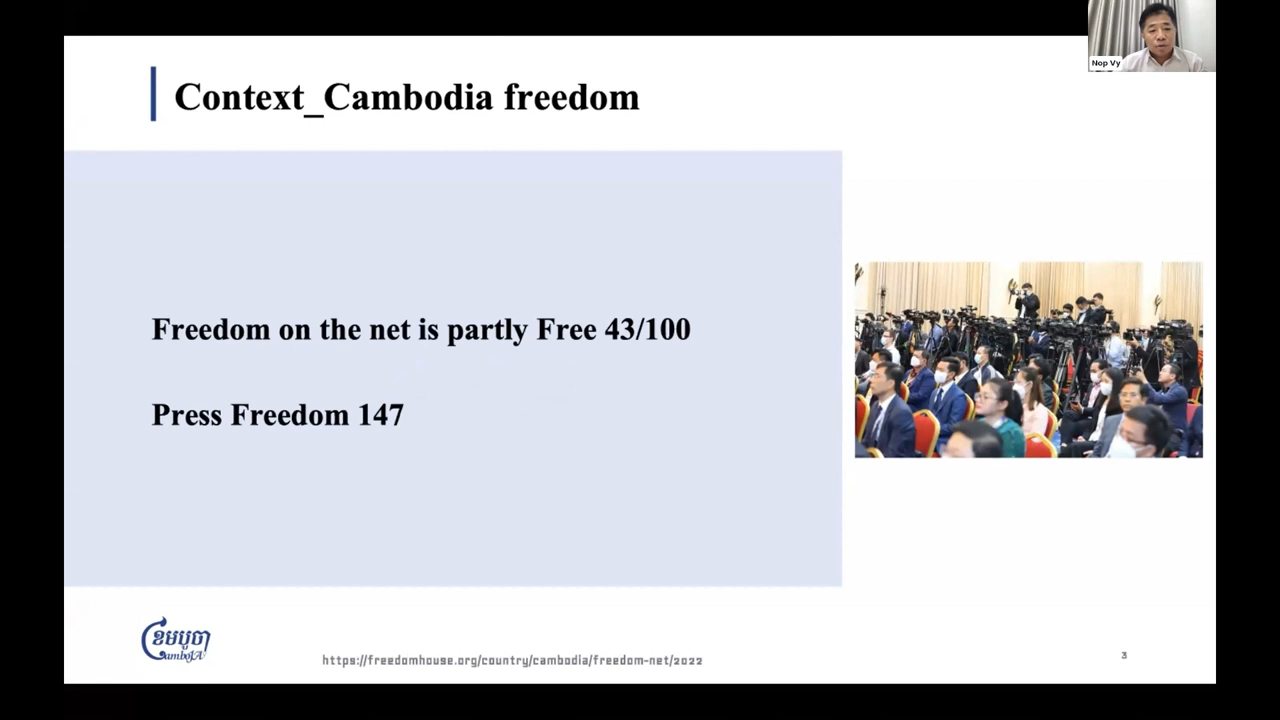 Nop Vy
Context_Cambodia freedom
Freedom on the net is partly Free 43/100
Press Freedom 147
ខមបូចា
CamboJA
https://freedomhouse.org/country/cambodia/freedom-net/2022
3